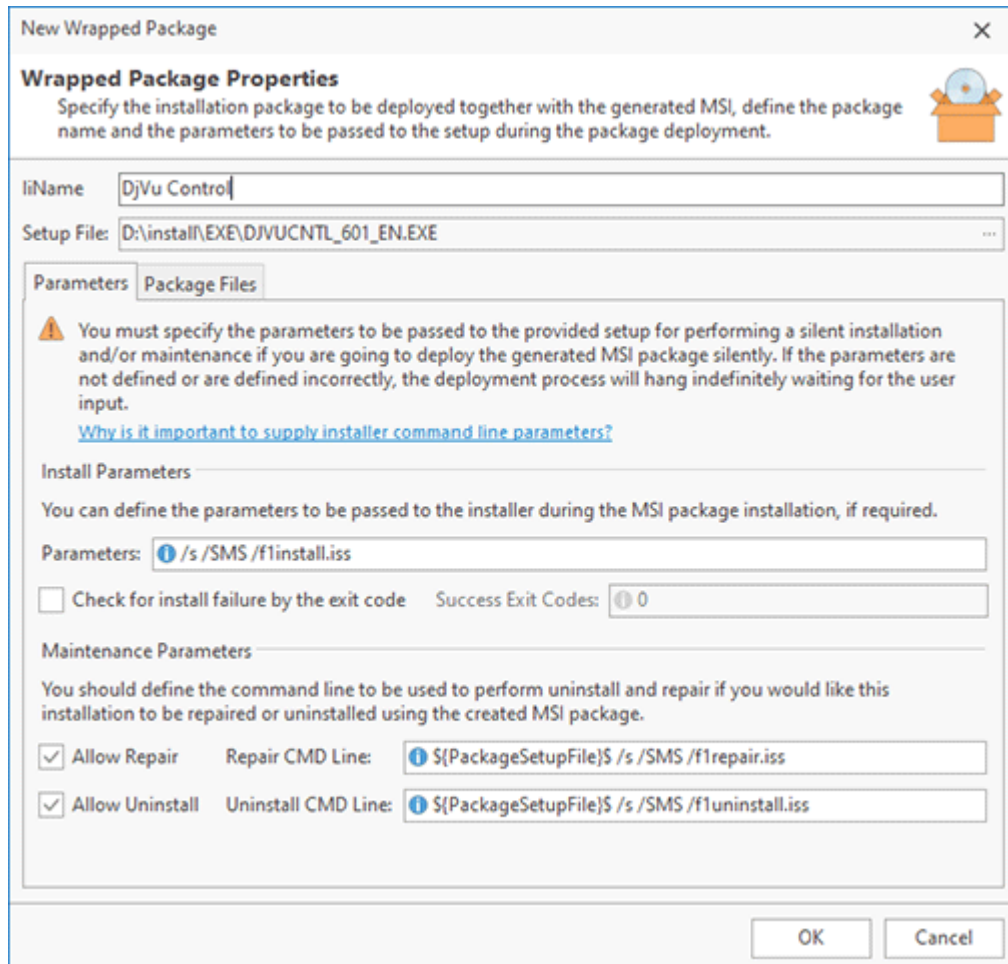 New Wrapped Package
Wrapped Package Properties
Specify the installation package to be deployed together with the generated MSI, define the package
name and the parameters to be passed to the setup during the package deployment.
liName DjVu Control
Setup File: D:\install\EXE\DJVUCNTL_601_EN.EXE ...
Parameters Package Files
You must specify the parameters to be passed to the provided setup for performing a silent installation
and/or maintenance if you are going to deploy the generated MSI package silently. If the parameters are
not defined or are defined incorrectly, the deployment process will hang indefinitely waiting for the user
input.
Why is it important to supply installer command line parameters?
Install Parameters
You can define the parameters to be passed to the installer during the MSI package installation, if required.
Parameters: /s /SMS /f1install.iss
Check for install failure by the exit code Success Exit Codes: 0
Maintenance Parameters
You should define the command line to be used to perform uninstall and repair if you would like this
installation to be repaired or uninstalled using the created MSI package.
Allow Repair Repair CMD Line: ${PackageSetupFile}$ /s /SMS /f1repair.iss
Allow Uninstall Uninstall CMD Line: ${PackageSetupFile}$ /s /SMS /f1uninstall.iss
OK Cancel